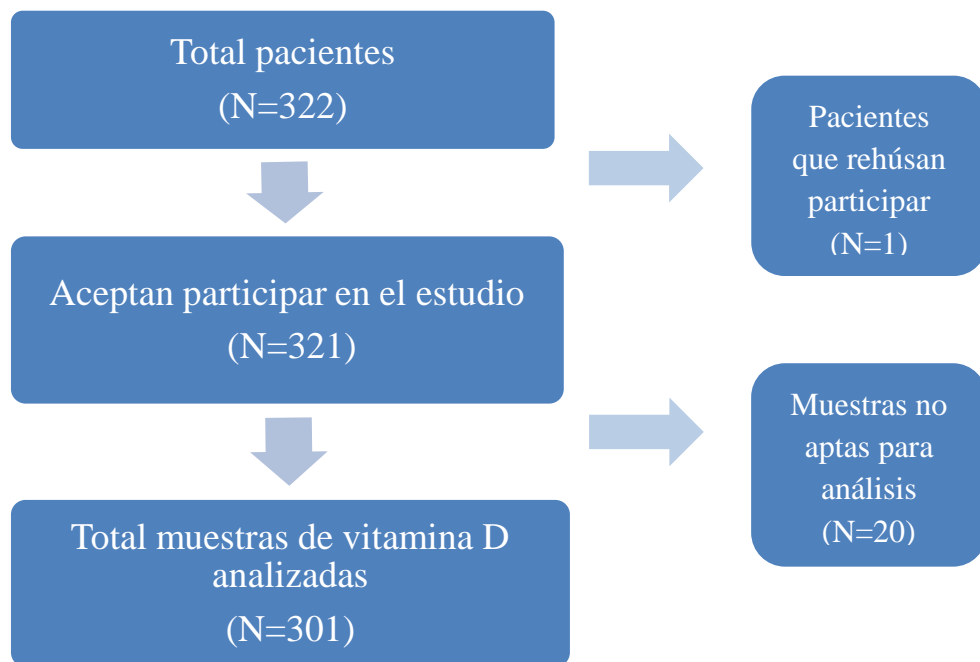 Total pacientes
(N=322)
Pacientes
que rehúsan
participar
(N=1)
Aceptan participar en el estudio
(N=321)
Muestras no
aptas para
análisis
(N=20)
Total muestras de vitamina D
analizadas
(N=301)